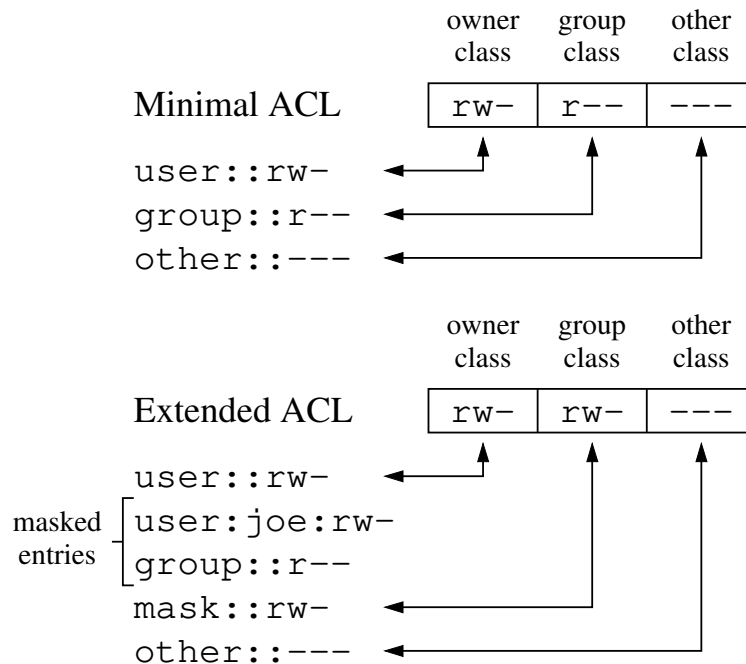 owner group other
class class class
Minimal ACL rw- r-- ---
user::rw-
group::r--
other::---
owner group other
class class class
Extended ACL rw- rw- ---
user::rw-
masked
entries
user:joe:rw-
group::r--
mask::rw-
other::---